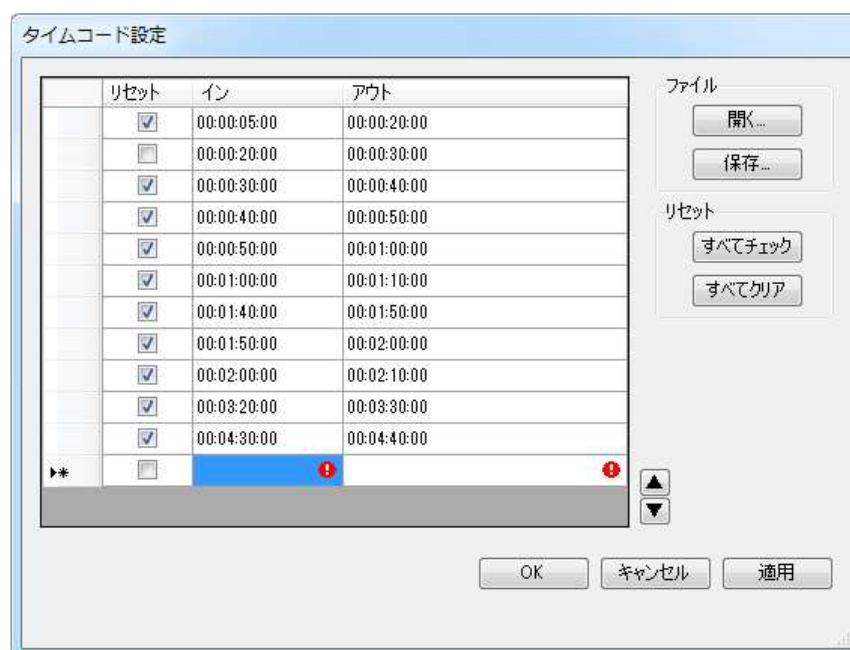 タイムコード設定
リセット イン アウト
00:00:05:00 00:00:20:00
00:00:20:00 00:00:30:00
00:00:30:00 00:00:40:00
00:00:40:00 00:00:50:00
00:00:50:00 00:01:00:00
00:01:00:00 00:01:10:00
00:01:40:00 00:01:50:00
00:01:50:00 00:02:00:00
00:02:00:00 00:02:10:00
00:03:20:00 00:03:30:00
00:04:30:00 00:04:40:00
ファイル
開く...
保存...
リセット
すべてチェック
すべてクリア
OK キャンセル 適用